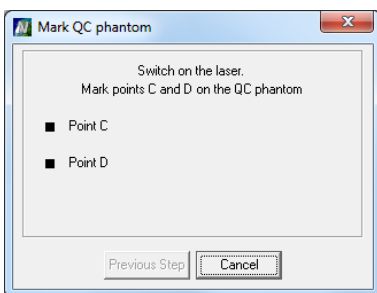 Mark QC phantom
Switch on the laser.
Mark points C and D on the QC phantom
Point C
Point D
Previous Step Cancel